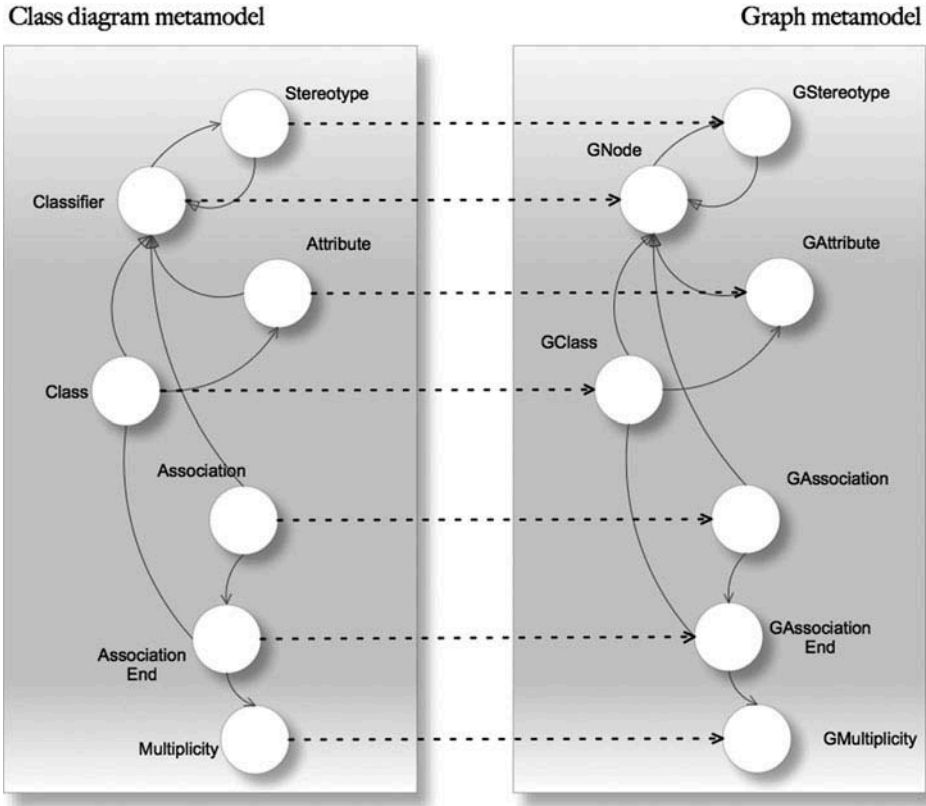 Class diagram metamodel
Graph metamodel
Stereotype
GStereotype
GNode
Classifier
Attribute
GAttribute
GClass
Class
Association
GAssociation
Association
End
GAssociation
End
Multiplicity
GMultiplicity